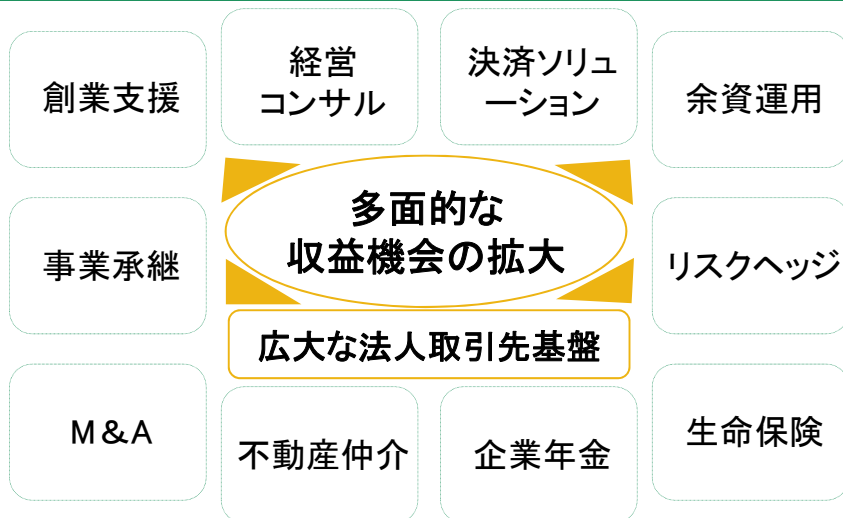 経営
コンサル
決済ソリュ
ーション
創業支援
余資運用
多面的な
収益機会の拡大
事業承継
リスクヘッジ
広大な法人取引先基盤
M&A
不動産仲介
企業年金
生命保険